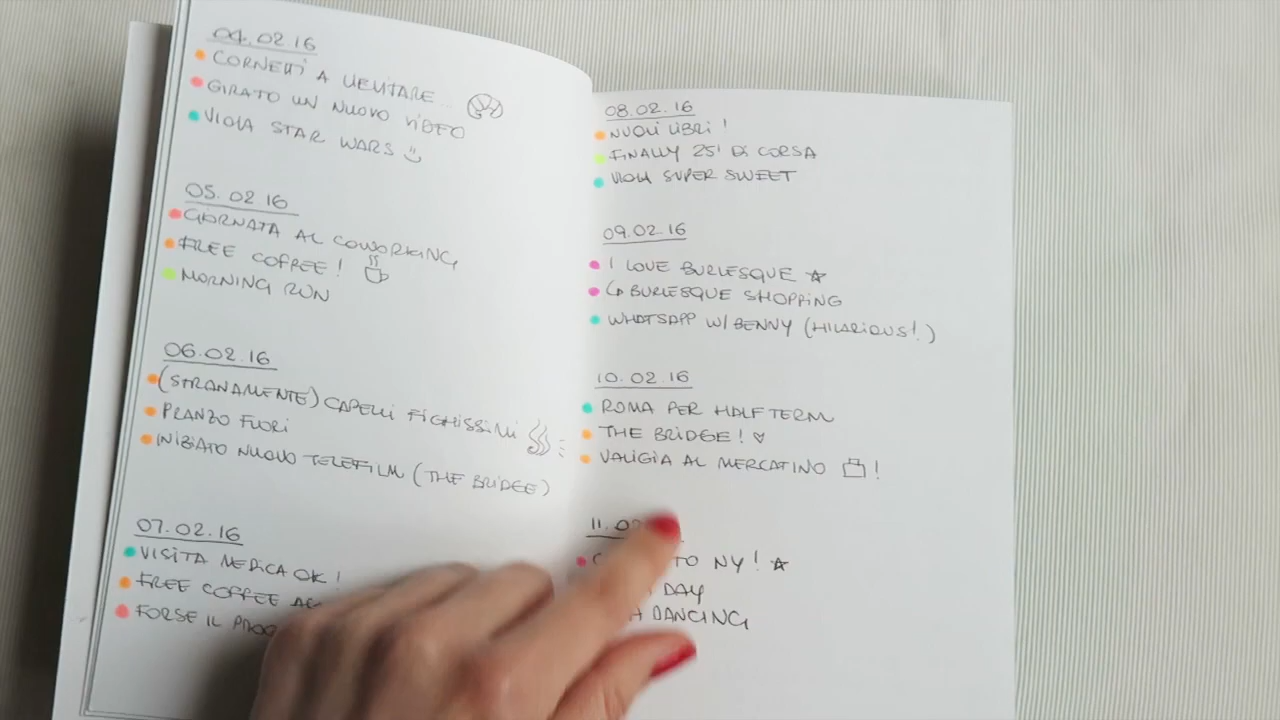 04.02.16
CORNETTI A LIEVITARE...
GIRATO UN NUOVO VIDEO
VIOLA STAR WARS
05.02.16
GIORNATA AL COWORKING
FREE COFFEE!
MORNING RUN
06.02.16
(STRANAMENTE) CAPELLI FIGHISSIMI
PRANZO FUORI
INIZIATO NUOVO TELEFILM (THE BRIDGE)
07.02.16
VISITA MEDICA OK!
FREE COFFEE
FORSE IL
08.02.16
NUOVI LIBRI!
FINALLY 25' DI CORSA
VIOLA SUPER SWEET
09.02.16
I LOVE BURLESQUE ☆
↳ BURLESQUE SHOPPING
WHATSAPP W/BENNY (HILARIOUS!)
10.02.16
ROMA PER HALF TERM
THE BRIDGE! ♡
VALIGIA AL MERCATINO !
11.02
TO NY! ☆
DAY
DANCING